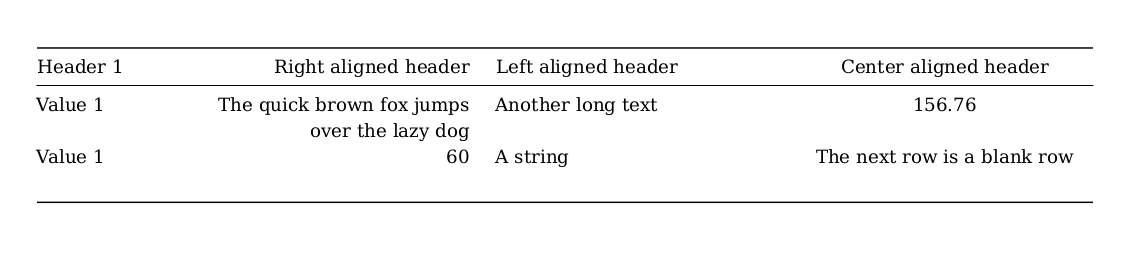 Header 1 Right aligned header Left aligned header Center aligned header
Value 1 The quick brown fox jumps Another long text 156.76
over the lazy dog
Value 1 60 A string The next row is a blank row